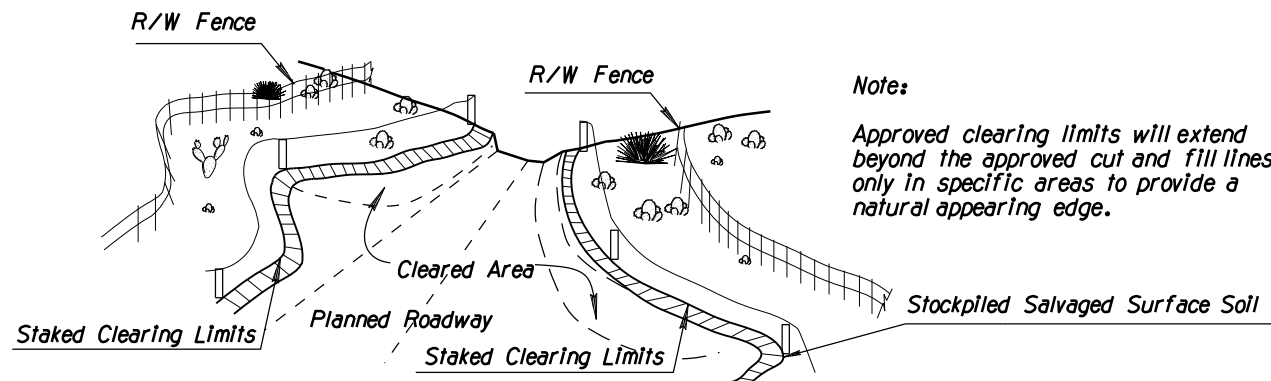 R/W Fence
R/W Fence
Note:
Approved clearing limits will extend
beyond the approved cut and fill lines
only in specific areas to provide a
natural appearing edge.
Cleared Area
Stockpiled Salvaged Surface Soil
Planned Roadway
Staked Clearing Limits
Staked Clearing Limits